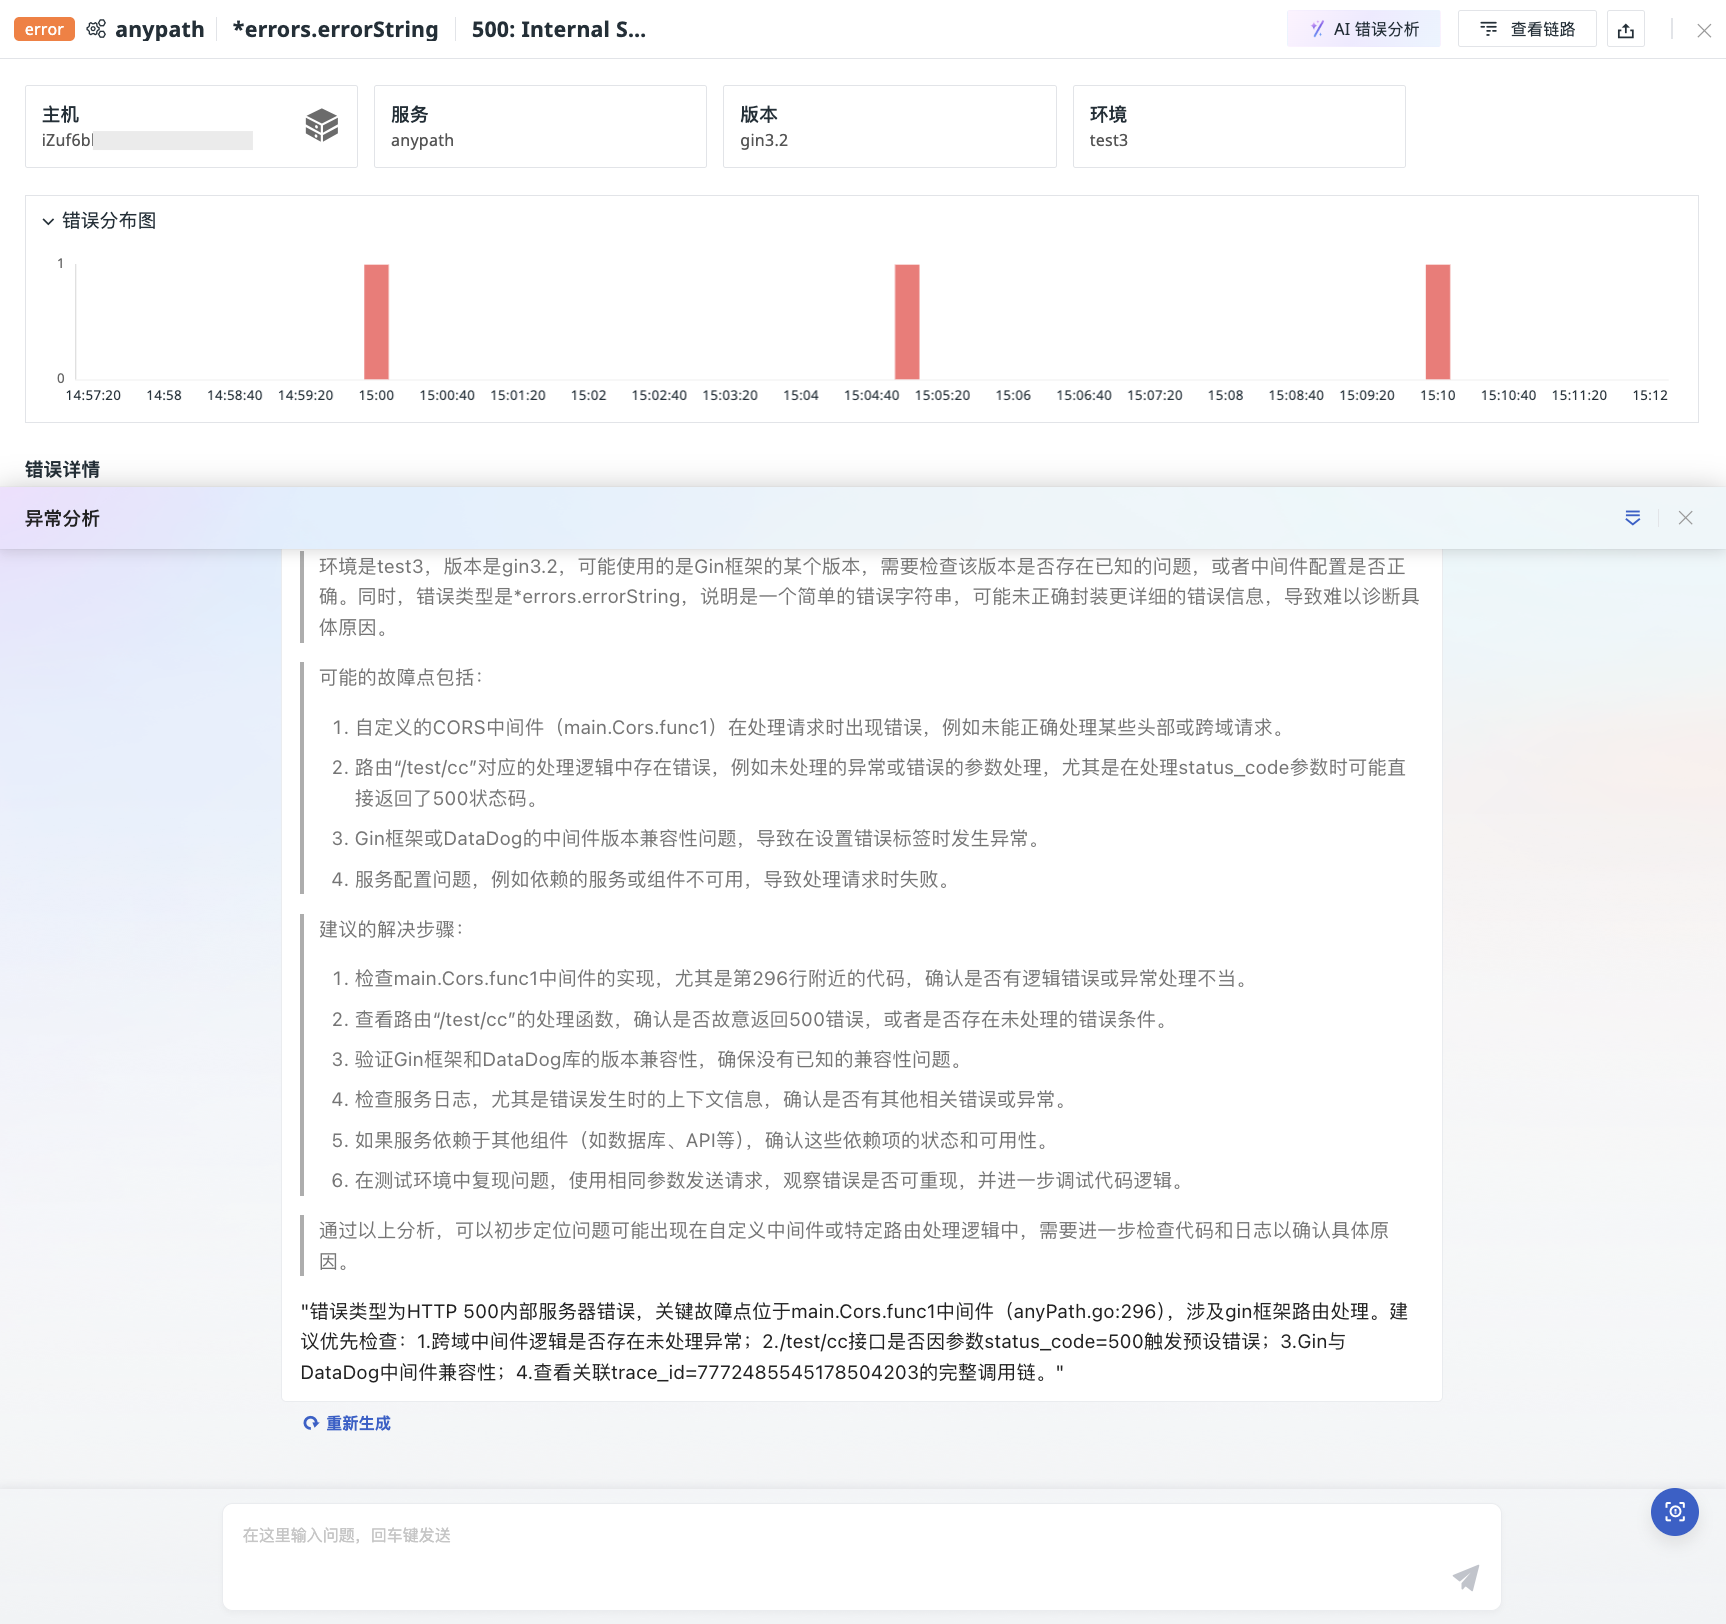 error anypath *errors.errorString 500: Internal S... AI 错误分析 查看链路
主机
服务
anypath
版本
gin3.2
环境
test3
错误分布图
1
0
14:57:20 14:58 14:58:40 14:59:20 15:00 15:00:40 15:01:20 15:02 15:02:40 15:03:20 15:04 15:04:40 15:05:20 15:06 15:06:40 15:07:20 15:08 15:08:40 15:09:20 15:10 15:10:40 15:11:20 15:12
错误详情
异常分析
环境是test3，版本是gin3.2，可能使用的是Gin框架的某个版本，需要检查该版本是否存在已知的问题，或者中间件配置是否正
确。同时，错误类型是*errors.errorString，说明是一个简单的错误字符串，可能未正确封装更详细的错误信息，导致难以诊断具
体原因。
可能的故障点包括：
1. 自定义的CORS中间件（main.Cors.func1）在处理请求时出现错误，例如未能正确处理某些头部或跨域请求。
2. 路由“/test/cc”对应的处理逻辑中存在错误，例如未处理的异常或错误的参数处理，尤其是在处理status_code参数时可能直
接返回了500状态码。
3. Gin框架或DataDog的中间件版本兼容性问题，导致在设置错误标签时发生异常。
4. 服务配置问题，例如依赖的服务或组件不可用，导致处理请求时失败。
建议的解决步骤：
1. 检查main.Cors.func1中间件的实现，尤其是第296行附近的代码，确认是否有逻辑错误或异常处理不当。
2. 查看路由“/test/cc”的处理函数，确认是否故意返回500错误，或者是否存在未处理的错误条件。
3. 验证Gin框架和DataDog库的版本兼容性，确保没有已知的兼容性问题。
4. 检查服务日志，尤其是错误发生时的上下文信息，确认是否有其他相关错误或异常。
5. 如果服务依赖于其他组件（如数据库、API等），确认这些依赖项的状态和可用性。
6. 在测试环境中复现问题，使用相同参数发送请求，观察错误是否可重现，并进一步调试代码逻辑。
通过以上分析，可以初步定位问题可能出现在自定义中间件或特定路由处理逻辑中，需要进一步检查代码和日志以确认具体原
因。
"错误类型为HTTP 500内部服务器错误，关键故障点位于main.Cors.func1中间件（anyPath.go:296），涉及gin框架路由处理。建
议优先检查：1.跨域中间件逻辑是否存在未处理异常；2./test/cc接口是否因参数status_code=500触发预设错误；3.Gin与
DataDog中间件兼容性；4.查看关联trace_id=7772485545178504203的完整调用链。"
重新生成
在这里输入问题，回车键发送